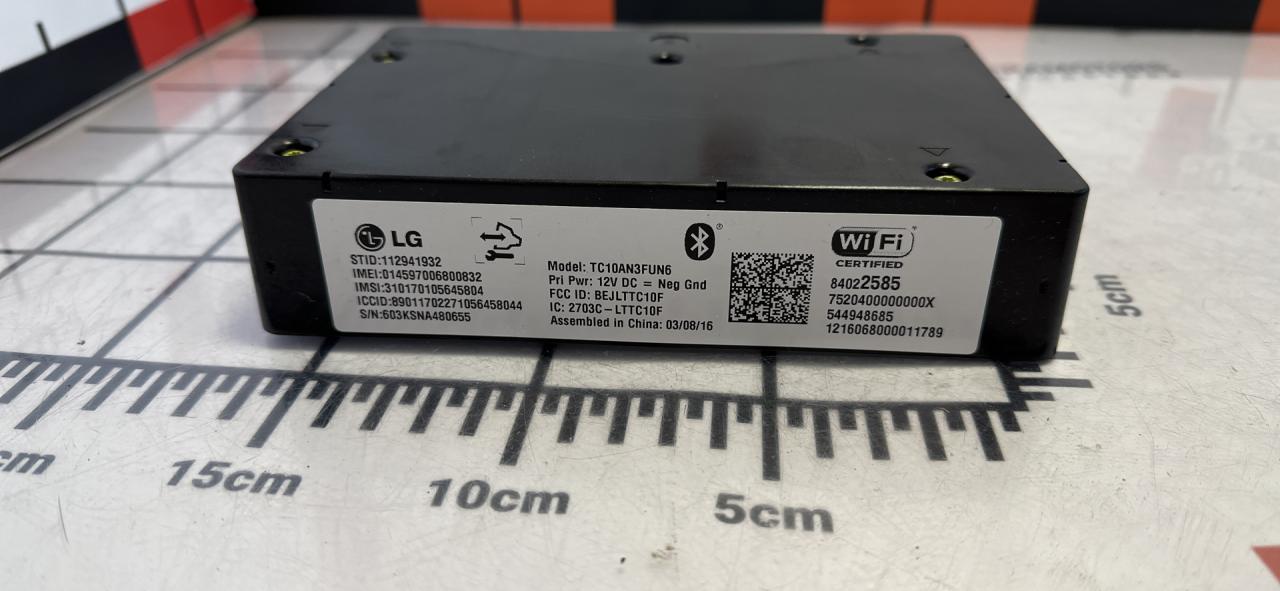 LG
STID:112941932
IMEI:014597006800832
IMSI:310170105645804
ICCID:89011702271056458044
S/N:603KSNA480655
Model: TC10AN3FUN6
Pri Pwr: 12V DC = Neg Gnd
FCC ID: BEJLTTC10F
IC: 2703C-LTTC10F
Assembled in China: 03/08/16
®
Wi Fi
CERTIFIED
84022585
7520400000000X
544948685
1216068000011789
5cm
cm
15cm
10cm
5cm